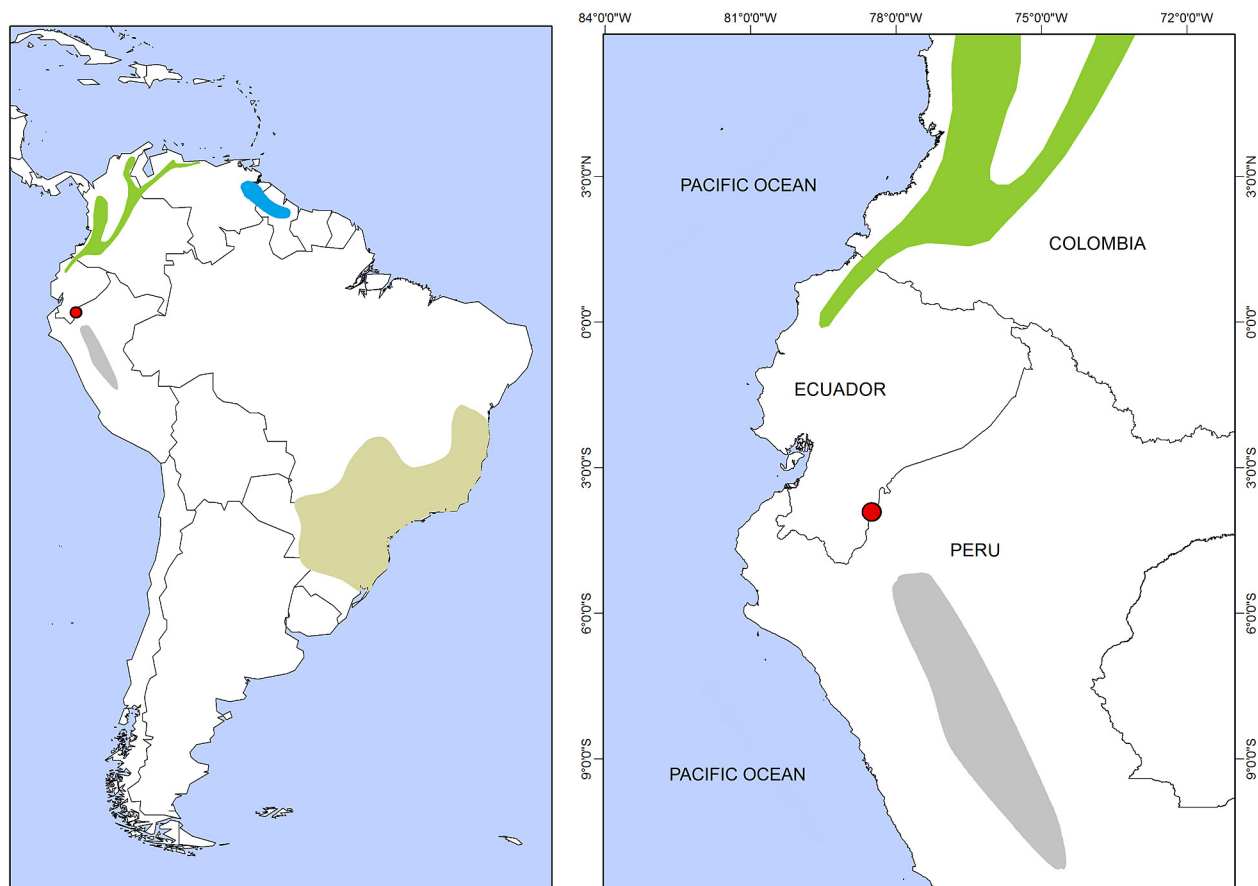 84°0'0"W
81°0'0"W
78°0'0"W
75°0'0"W
72°0'0"W
3°0'0"N
3°0'0"N
PACIFIC OCEAN
COLOMBIA
0°0'0"
0°0'0"
ECUADOR
3°0'0"S
3°0'0"S
PERU
6°0'0"S
6°0'0"S
PACIFIC OCEAN
9°0'0"S
9°0'0"S